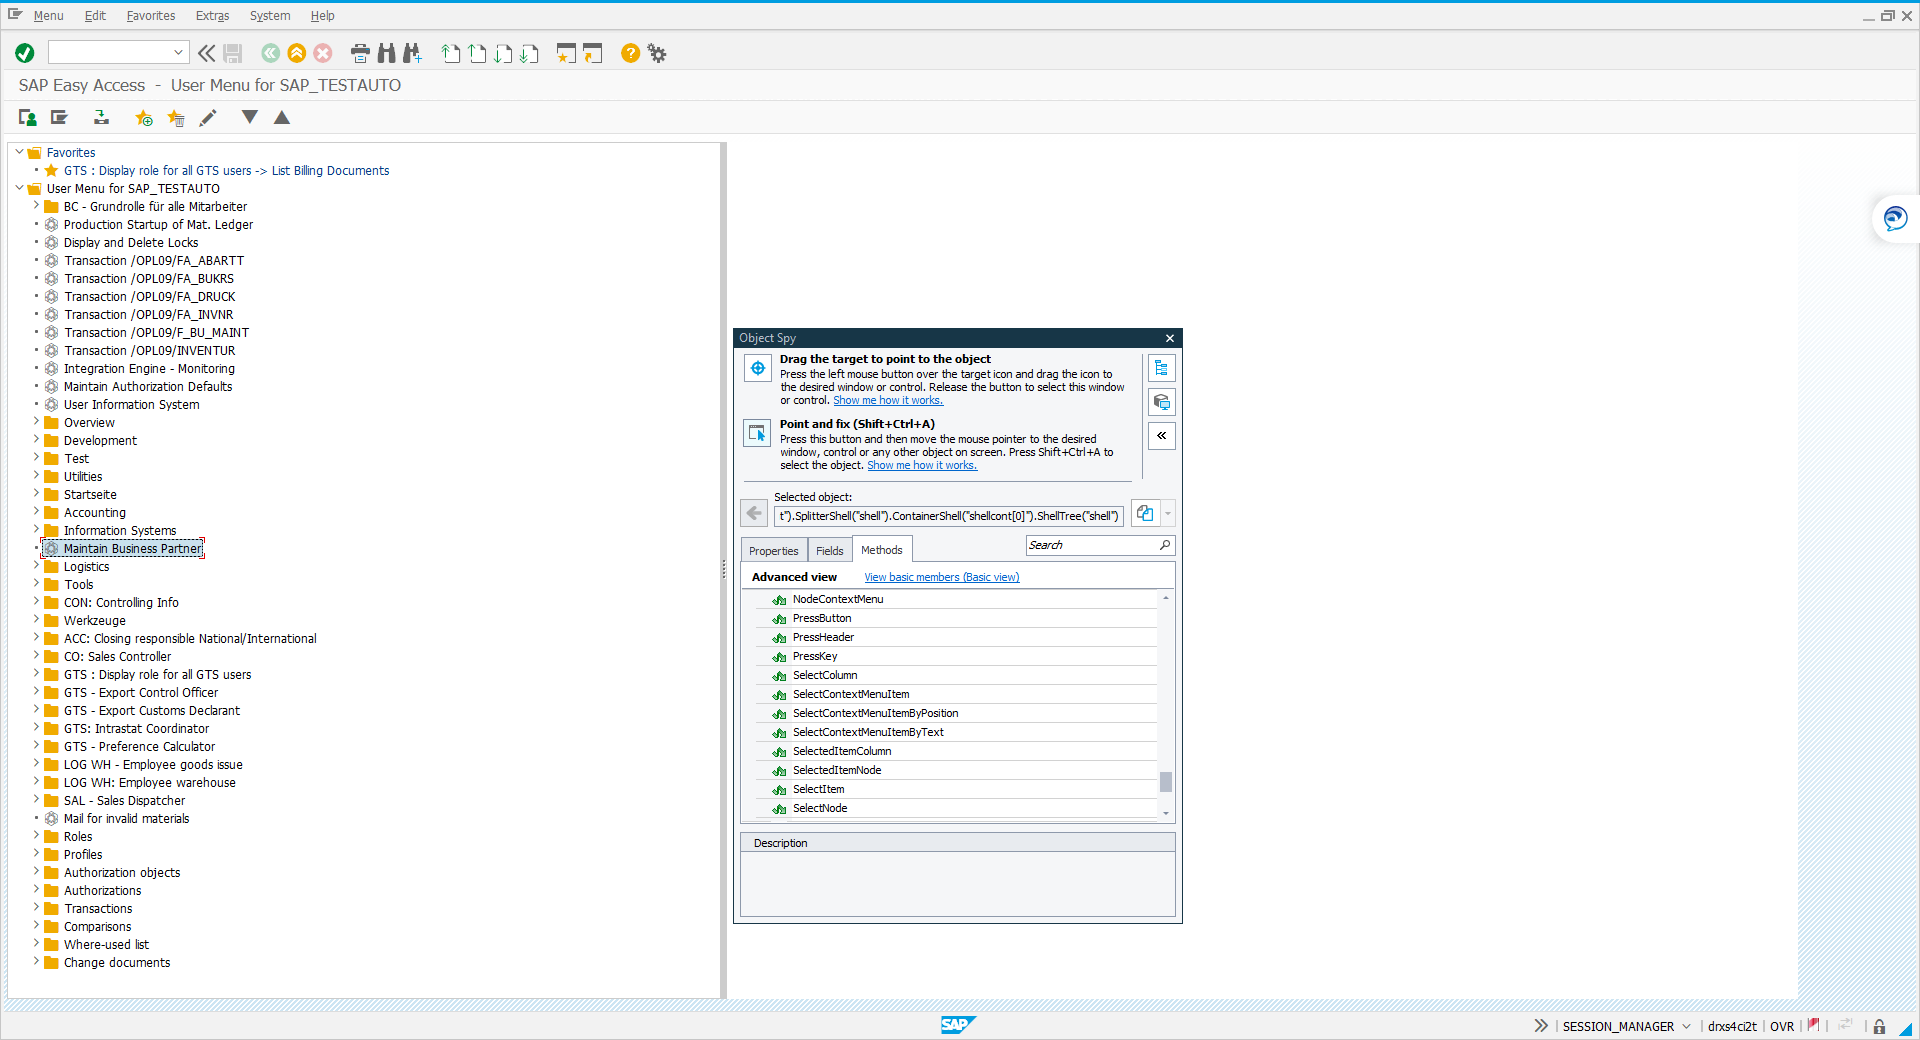 Menu Edit Favorites Extras System Help
SAP Easy Access - User Menu for SAP_TESTAUTO
Favorites
GTS : Display role for all GTS users -> List Billing Documents
User Menu for SAP_TESTAUTO
BC - Grundrolle für alle Mitarbeiter
Production Startup of Mat. Ledger
Display and Delete Locks
Transaction /OPL09/FA_ABARTT
Transaction /OPL09/FA_BUKRS
Transaction /OPL09/FA_DRUCK
Transaction /OPL09/FA_INVNR
Transaction /OPL09/F_BU_MAINT
Transaction /OPL09/INVENTUR
Integration Engine - Monitoring
Maintain Authorization Defaults
User Information System
Overview
Development
Test
Utilities
Startseite
Accounting
Information Systems
Maintain Business Partner
Logistics
Tools
CON: Controlling Info
Werkzeuge
ACC: Closing responsible National/International
CO: Sales Controller
GTS : Display role for all GTS users
GTS - Export Control Officer
GTS - Export Customs Declarant
GTS: Intrastat Coordinator
GTS - Preference Calculator
LOG WH - Employee goods issue
LOG WH: Employee warehouse
SAL - Sales Dispatcher
Mail for invalid materials
Roles
Profiles
Authorization objects
Authorizations
Transactions
Comparisons
Where-used list
Change documents
Object Spy
Drag the target to point to the object
Press the left mouse button over the target icon and drag the icon to
the desired window or control. Release the button to select this window
or control. Show me how it works.
Point and fix (Shift+Ctrl+A)
Press this button and then move the mouse pointer to the desired
window, control or any other object on screen. Press Shift+Ctrl+A to
select the object. Show me how it works.
Selected object:
t").SplitterShell("shell").ContainerShell("shellcont[0]").ShellTree("shell")
Properties Fields Methods Search
Advanced view View basic members (Basic view)
NodeContextMenu
PressButton
PressHeader
PressKey
SelectColumn
SelectContextMenuItem
SelectContextMenuItemByPosition
SelectContextMenuItemByText
SelectedItemColumn
SelectedItemNode
SelectItem
SelectNode
Description
SAP
SESSION_MANAGER drxs4ci2t OVR